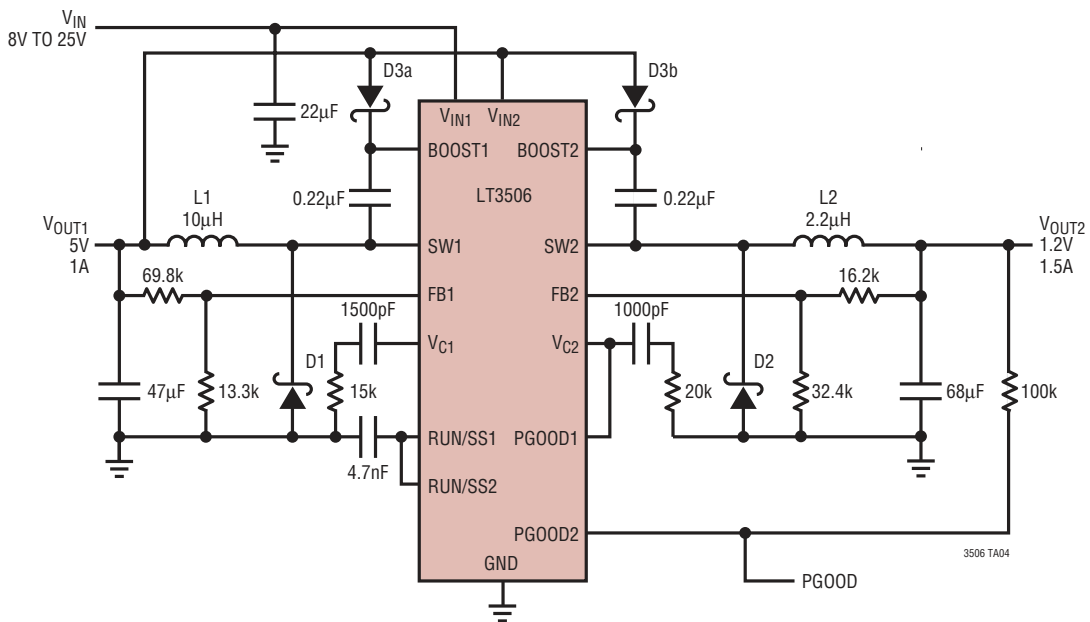 VIN
8V TO 25V
D3a
D3b
22µF
VIN1
VIN2
BOOST1
BOOST2
LT3506
0.22µF
0.22µF
L1
10µH
L2
2.2µH
VOUT1
5V
1A
SW1
SW2
VOUT2
1.2V
1.5A
69.8k
16.2k
FB1
FB2
1500pF
1000pF
VC1
VC2
D1
D2
47µF
13.3k
15k
20k
32.4k
68µF
100k
RUN/SS1
PGOOD1
4.7nF
RUN/SS2
PGOOD2
GND
3506 TA04
PGOOD